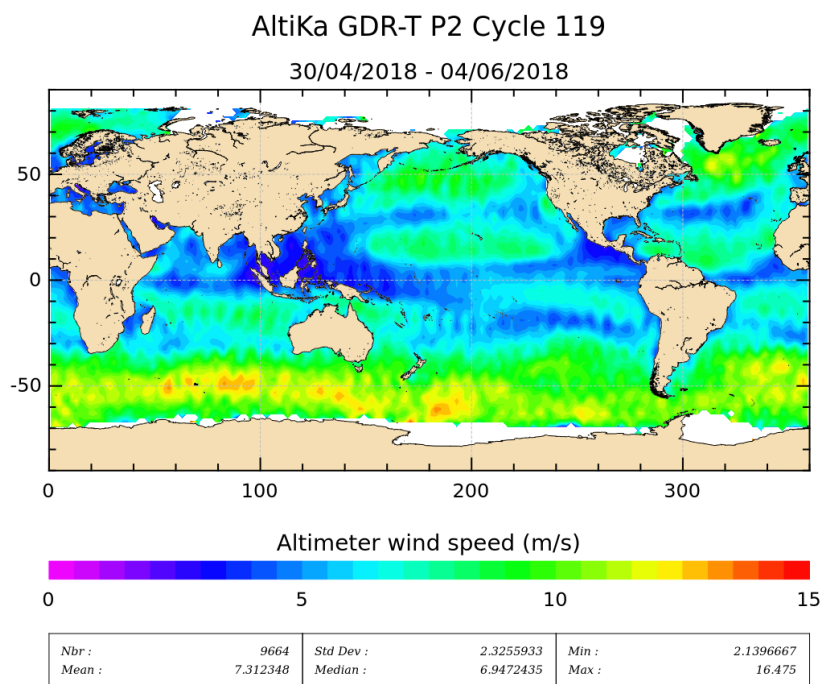 AltiKa GDR-T P2 Cycle 119
30/04/2018 - 04/06/2018
50
0
-50
0 100 200 300
Altimeter wind speed (m/s)
0 5 10 15
Nbr : 9664 Std Dev : 2.3255933 Min : 2.1396667
Mean : 7.312348 Median : 6.9472435 Max : 16.475